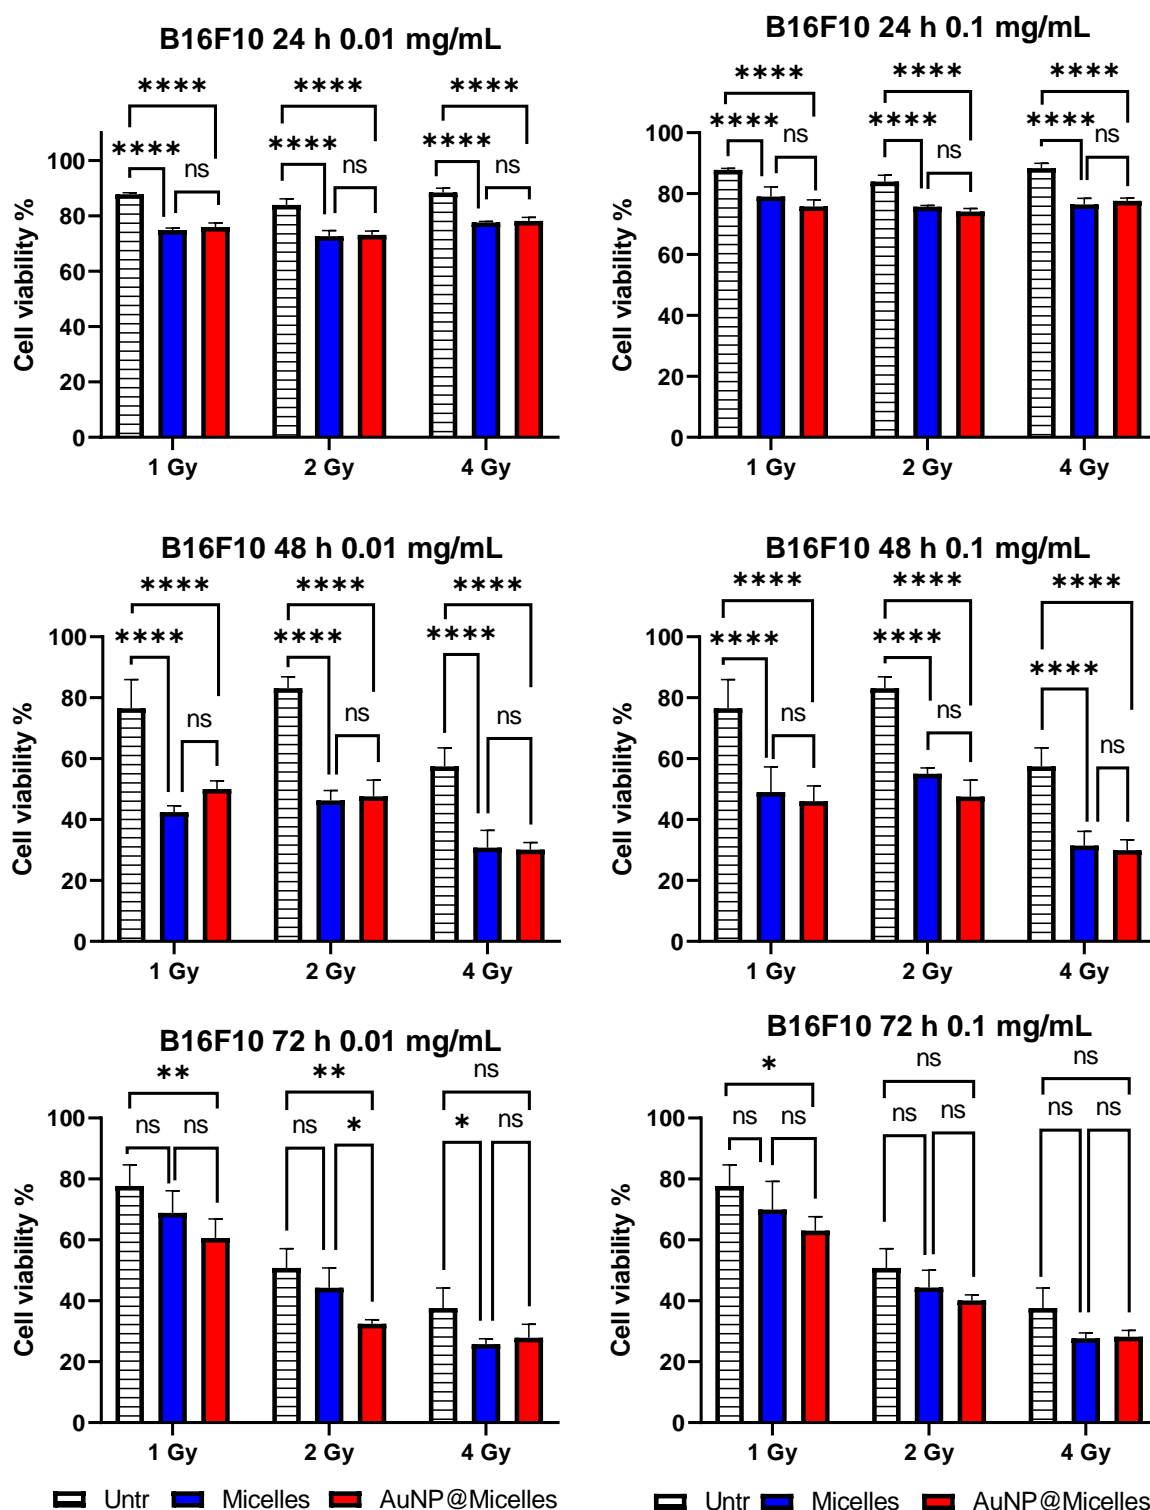 B16F10 24 h 0.01 mg/mL
**** **** ****
**** **** ****
ns ns ns
Cell viability %
100
80
60
40
20
0
1 Gy 2 Gy 4 Gy
B16F10 24 h 0.1 mg/mL
**** **** ****
**** **** ****
ns ns ns
Cell viability %
100
80
60
40
20
0
1 Gy 2 Gy 4 Gy
B16F10 48 h 0.01 mg/mL
**** **** ****
**** **** ****
ns ns ns
Cell viability %
100
80
60
40
20
0
1 Gy 2 Gy 4 Gy
B16F10 48 h 0.1 mg/mL
**** **** ****
**** **** ****
ns ns ns
Cell viability %
100
80
60
40
20
0
1 Gy 2 Gy 4 Gy
B16F10 72 h 0.01 mg/mL
** ** ns
ns ns ns * * ns
Cell viability %
100
80
60
40
20
0
1 Gy 2 Gy 4 Gy
B16F10 72 h 0.1 mg/mL
* ns ns
ns ns ns ns ns ns
Cell viability %
100
80
60
40
20
0
1 Gy 2 Gy 4 Gy
Untr Micelles AuNP@Micelles
Untr Micelles AuNP@Micelles